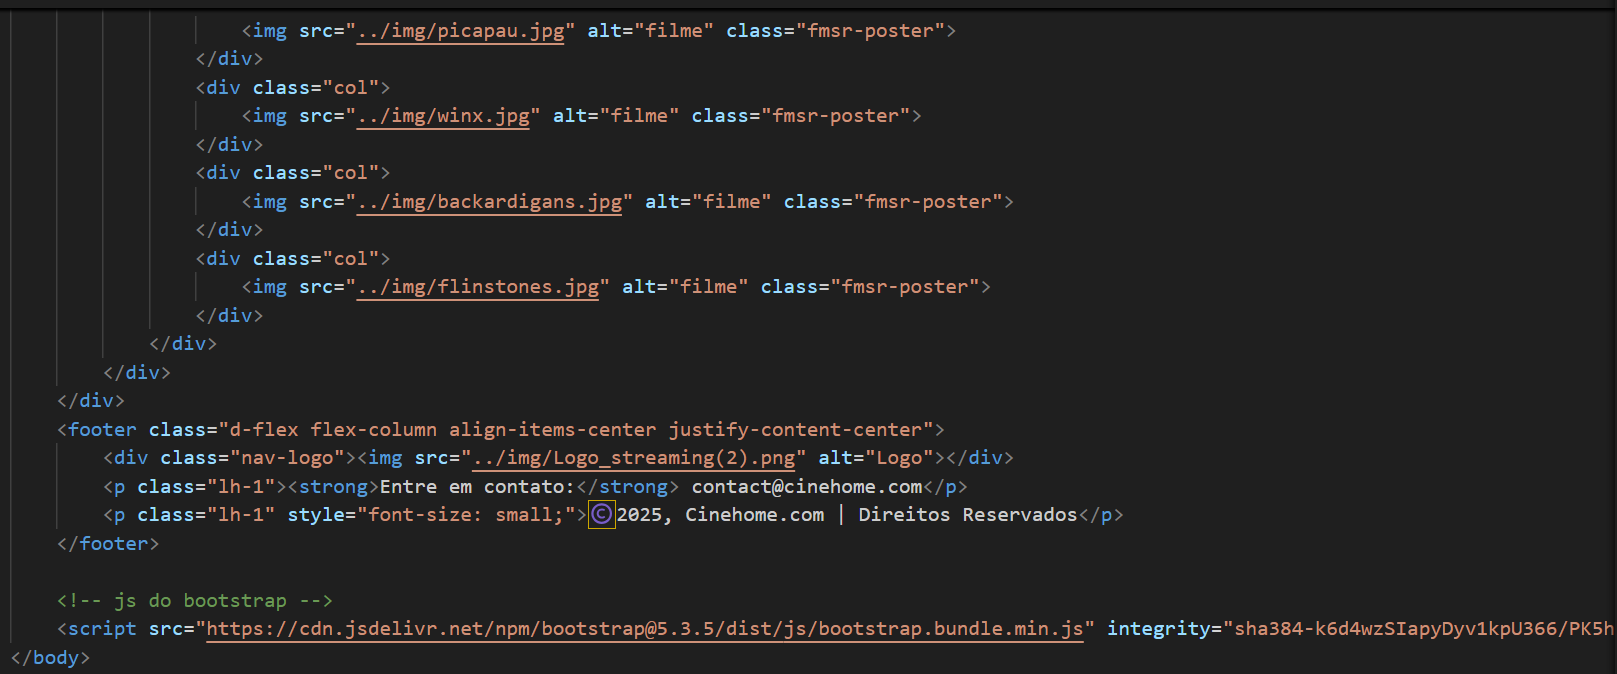 <img src="../img/picapau.jpg" alt="filme" class="fmsr-poster">
</div>
<div class="col">
<img src="../img/winx.jpg" alt="filme" class="fmsr-poster">
</div>
<div class="col">
<img src="../img/backardigans.jpg" alt="filme" class="fmsr-poster">
</div>
<div class="col">
<img src="../img/flinstones.jpg" alt="filme" class="fmsr-poster">
</div>
</div>
</div>
</div>
<footer class="d-flex flex-column align-items-center justify-content-center">
<div class="nav-logo"><img src="../img/Logo_streaming(2).png" alt="Logo"></div>
<p class="lh-1"><strong>Entre em contato:</strong> contact@cinehome.com</p>
<p class="lh-1" style="font-size: small;">©2025, Cinehome.com | Direitos Reservados</p>
</footer>
<!-- js do bootstrap -->
<script src="https://cdn.jsdelivr.net/npm/bootstrap@5.3.5/dist/js/bootstrap.bundle.min.js" integrity="sha384-k6d4wzSIapyDyv1kpU366/PK5h
</body>